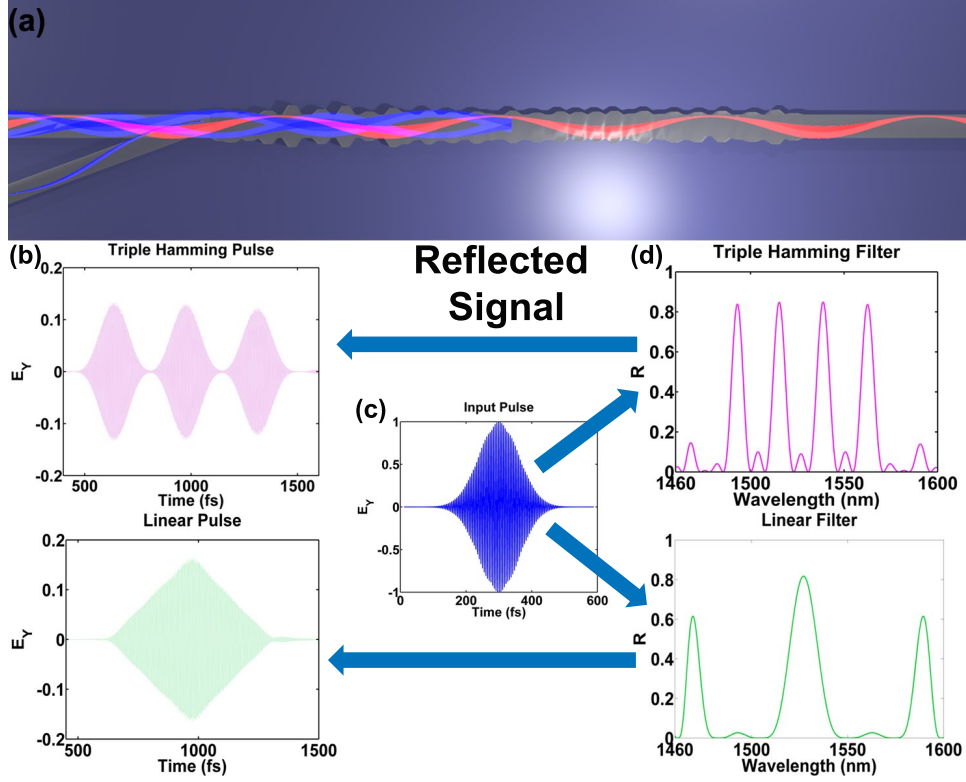 (a)
(b)
Triple Hamming Pulse
0.2
0.1
0
-0.1
-0.2
E_Y
500
1000
1500
Time (fs)
Reflected
Signal
(d)
Triple Hamming Filter
1
0.8
0.6
0.4
0.2
0
R
1460
1500
1550
1600
Wavelength (nm)
(c)
Input Pulse
1
0.5
0
-0.5
-1
E_Y
0
200
400
600
Time (fs)
Linear Pulse
0.2
0.1
0
-0.1
-0.2
E_Y
500
1000
1500
Time (fs)
Linear Filter
1
0.8
0.6
0.4
0.2
0
R
1460
1500
1550
1600
Wavelength (nm)